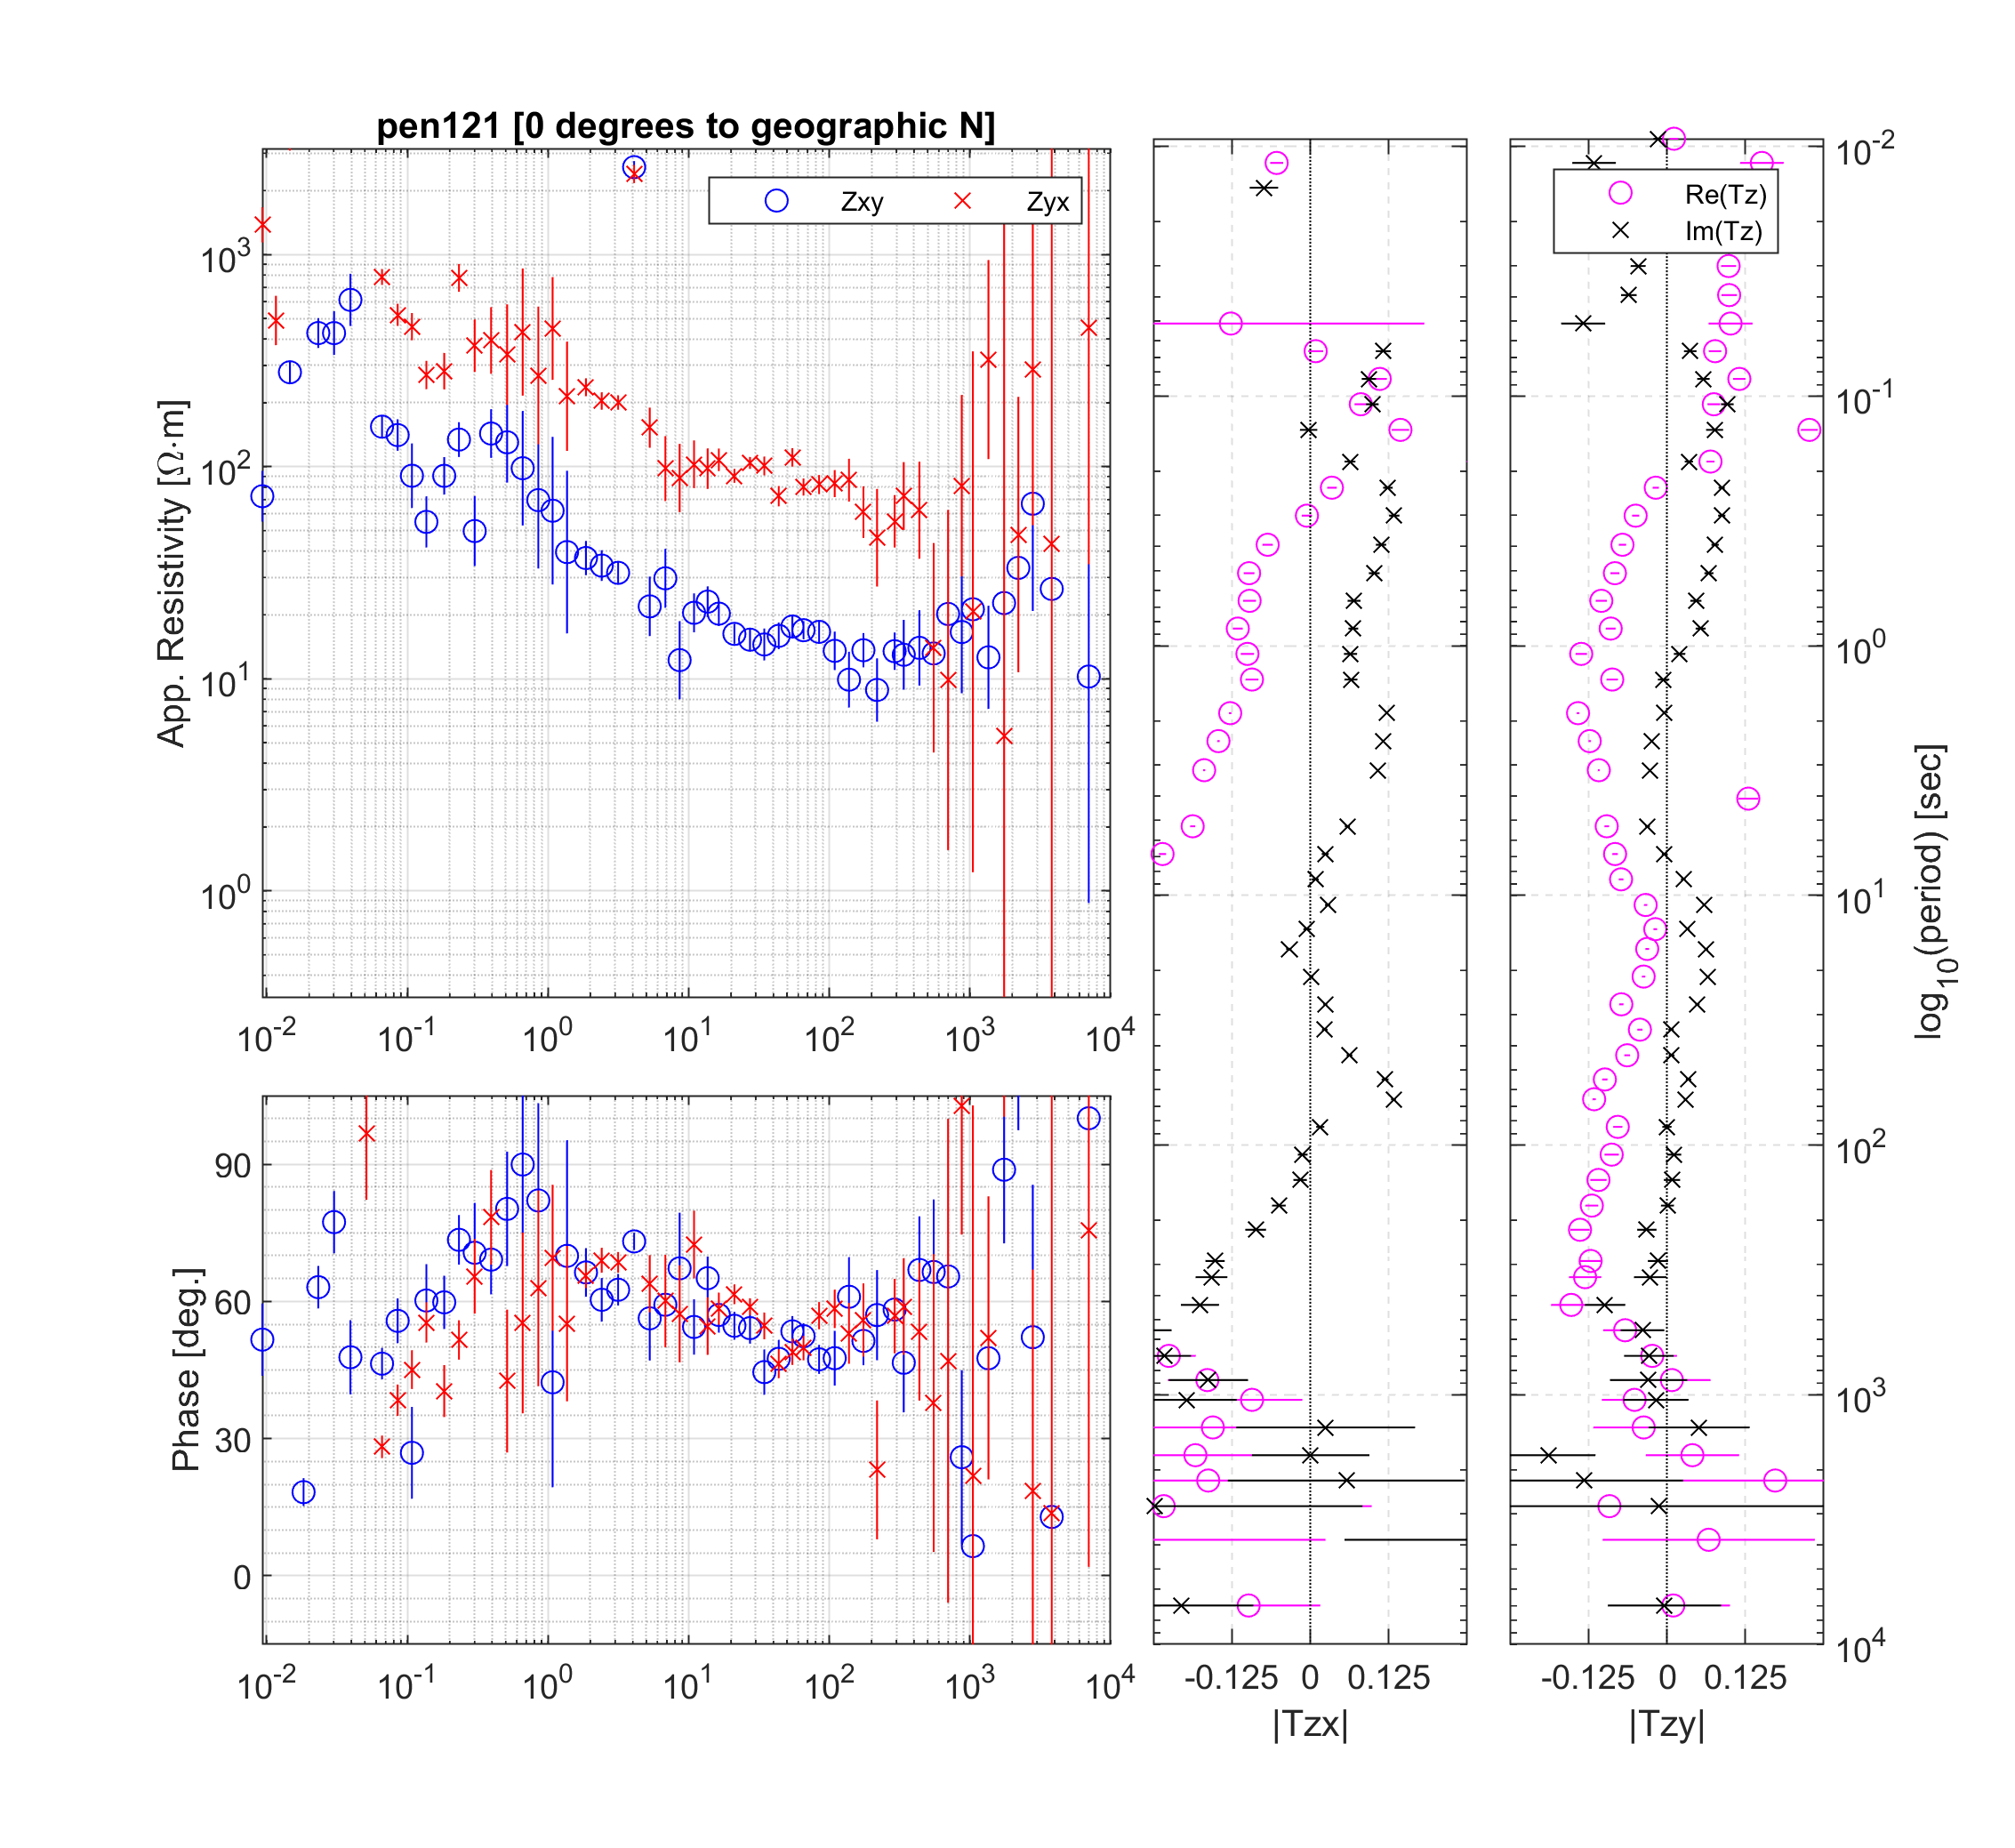 pen121 [0 degrees to geographic N]
App. Resistivity [Ω·m]
10^3
10^2
10^1
10^0
Zxy Zyx
10^-2 10^-1 10^0 10^1 10^2 10^3 10^4
Phase [deg.]
90
60
30
0
10^-2 10^-1 10^0 10^1 10^2 10^3 10^4
-0.125 0 0.125
|Tzx|
Re(Tz)
Im(Tz)
-0.125 0 0.125
|Tzy|
10^-2
10^-1
10^0
10^1
10^2
10^3
10^4
log_10(period) [sec]